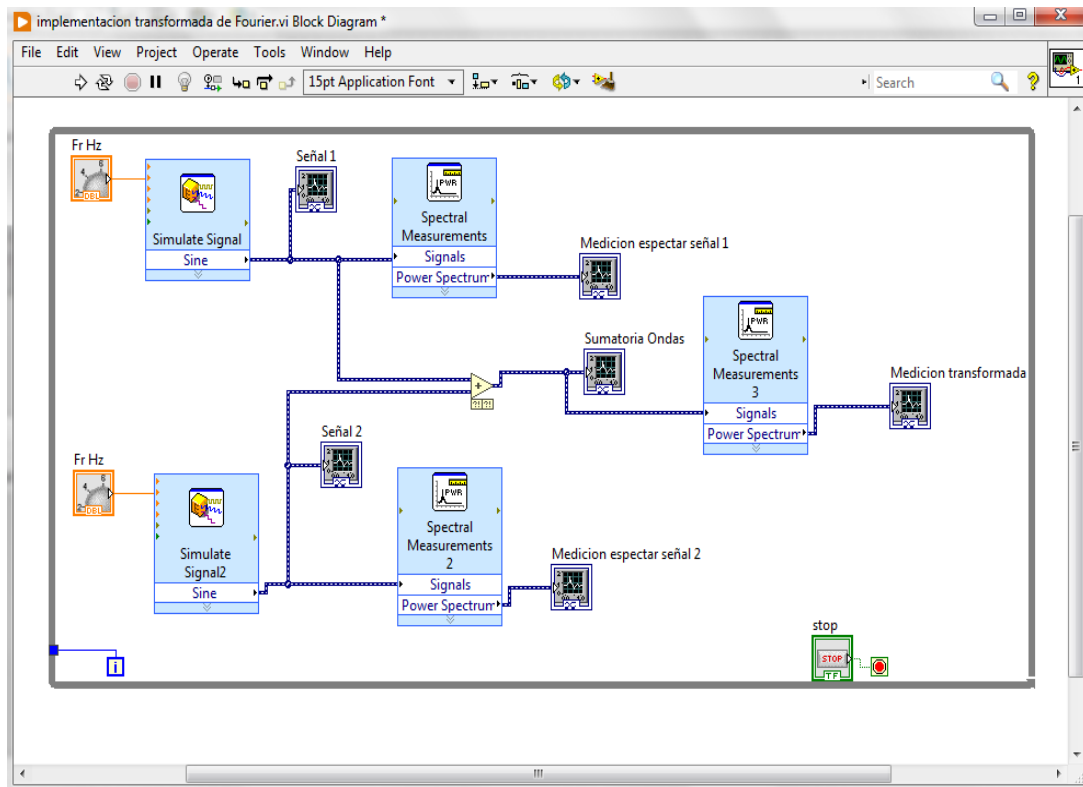 implementacion transformada de Fourier.vi Block Diagram *
File Edit View Project Operate Tools Window Help
15pt Application Font
Search
1
Fr Hz
DBL
Simulate Signal
Sine
Señal 1
PWR
Spectral
Measurements
Signals
Power Spectrum
Medicion espectar señal 1
Sumatoria Ondas
PWR
Spectral
Measurements
3
Signals
Power Spectrum
Medicion transformada
Señal 2
Fr Hz
DBL
Simulate
Signal2
Sine
PWR
Spectral
Measurements
2
Signals
Power Spectrum
Medicion espectar señal 2
i
stop
STOP
TF